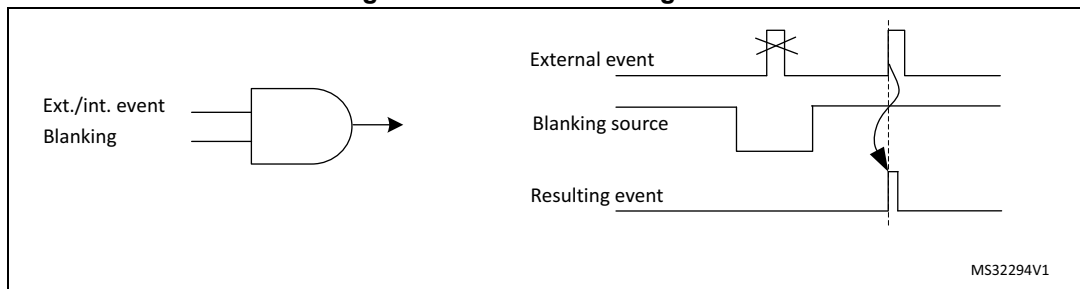 Ext./int. event
Blanking
External event
Blanking source
Resulting event
MS32294V1